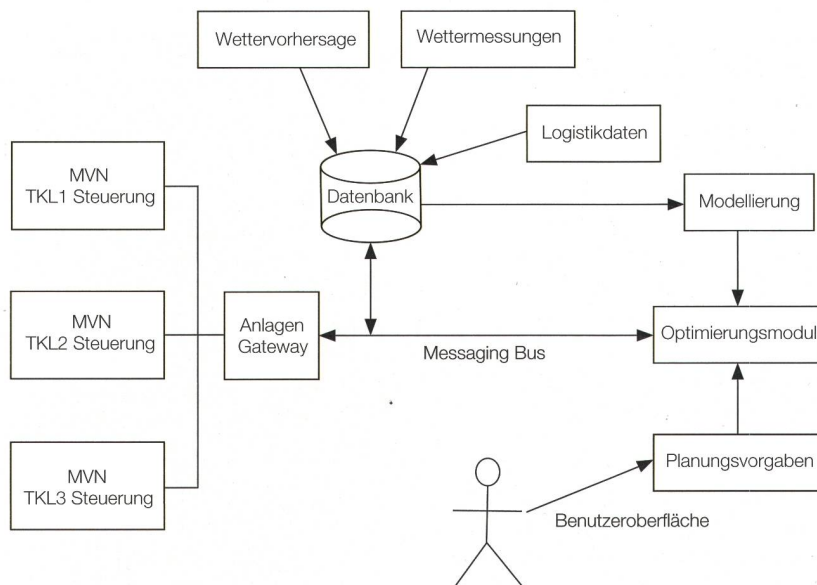 Wettervorhersage
Wettermessungen
Logistikdaten
MVN
TKL1 Steuerung
Datenbank
Modellierung
MVN
TKL2 Steuerung
Anlagen
Gateway
Messaging Bus
Optimierungsmodul
MVN
TKL3 Steuerung
Planungsvorgaben
Benutzeroberfläche